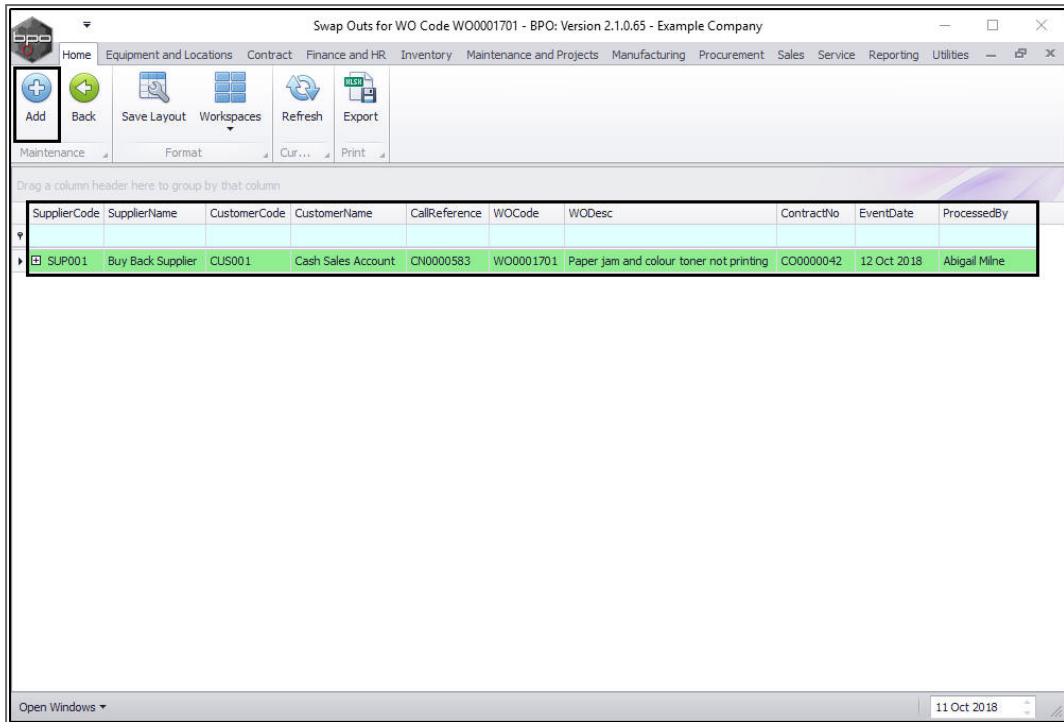 Swap Outs for WO Code WO0001701 - BPO: Version 2.1.0.65 - Example Company
bpo
Home Equipment and Locations Contract Finance and HR Inventory Maintenance and Projects Manufacturing Procurement Sales Service Reporting Utilities
Add Back Save Layout Workspaces Refresh Export
Maintenance Format Cur... Print
Drag a column header here to group by that column
SupplierCode SupplierName CustomerCode CustomerName CallReference WOCode WODesc ContractNo EventDate ProcessedBy
SUP001 Buy Back Supplier CUS001 Cash Sales Account CN0000583 WO0001701 Paper jam and colour toner not printing CO0000042 12 Oct 2018 Abigail Milne
Open Windows 11 Oct 2018